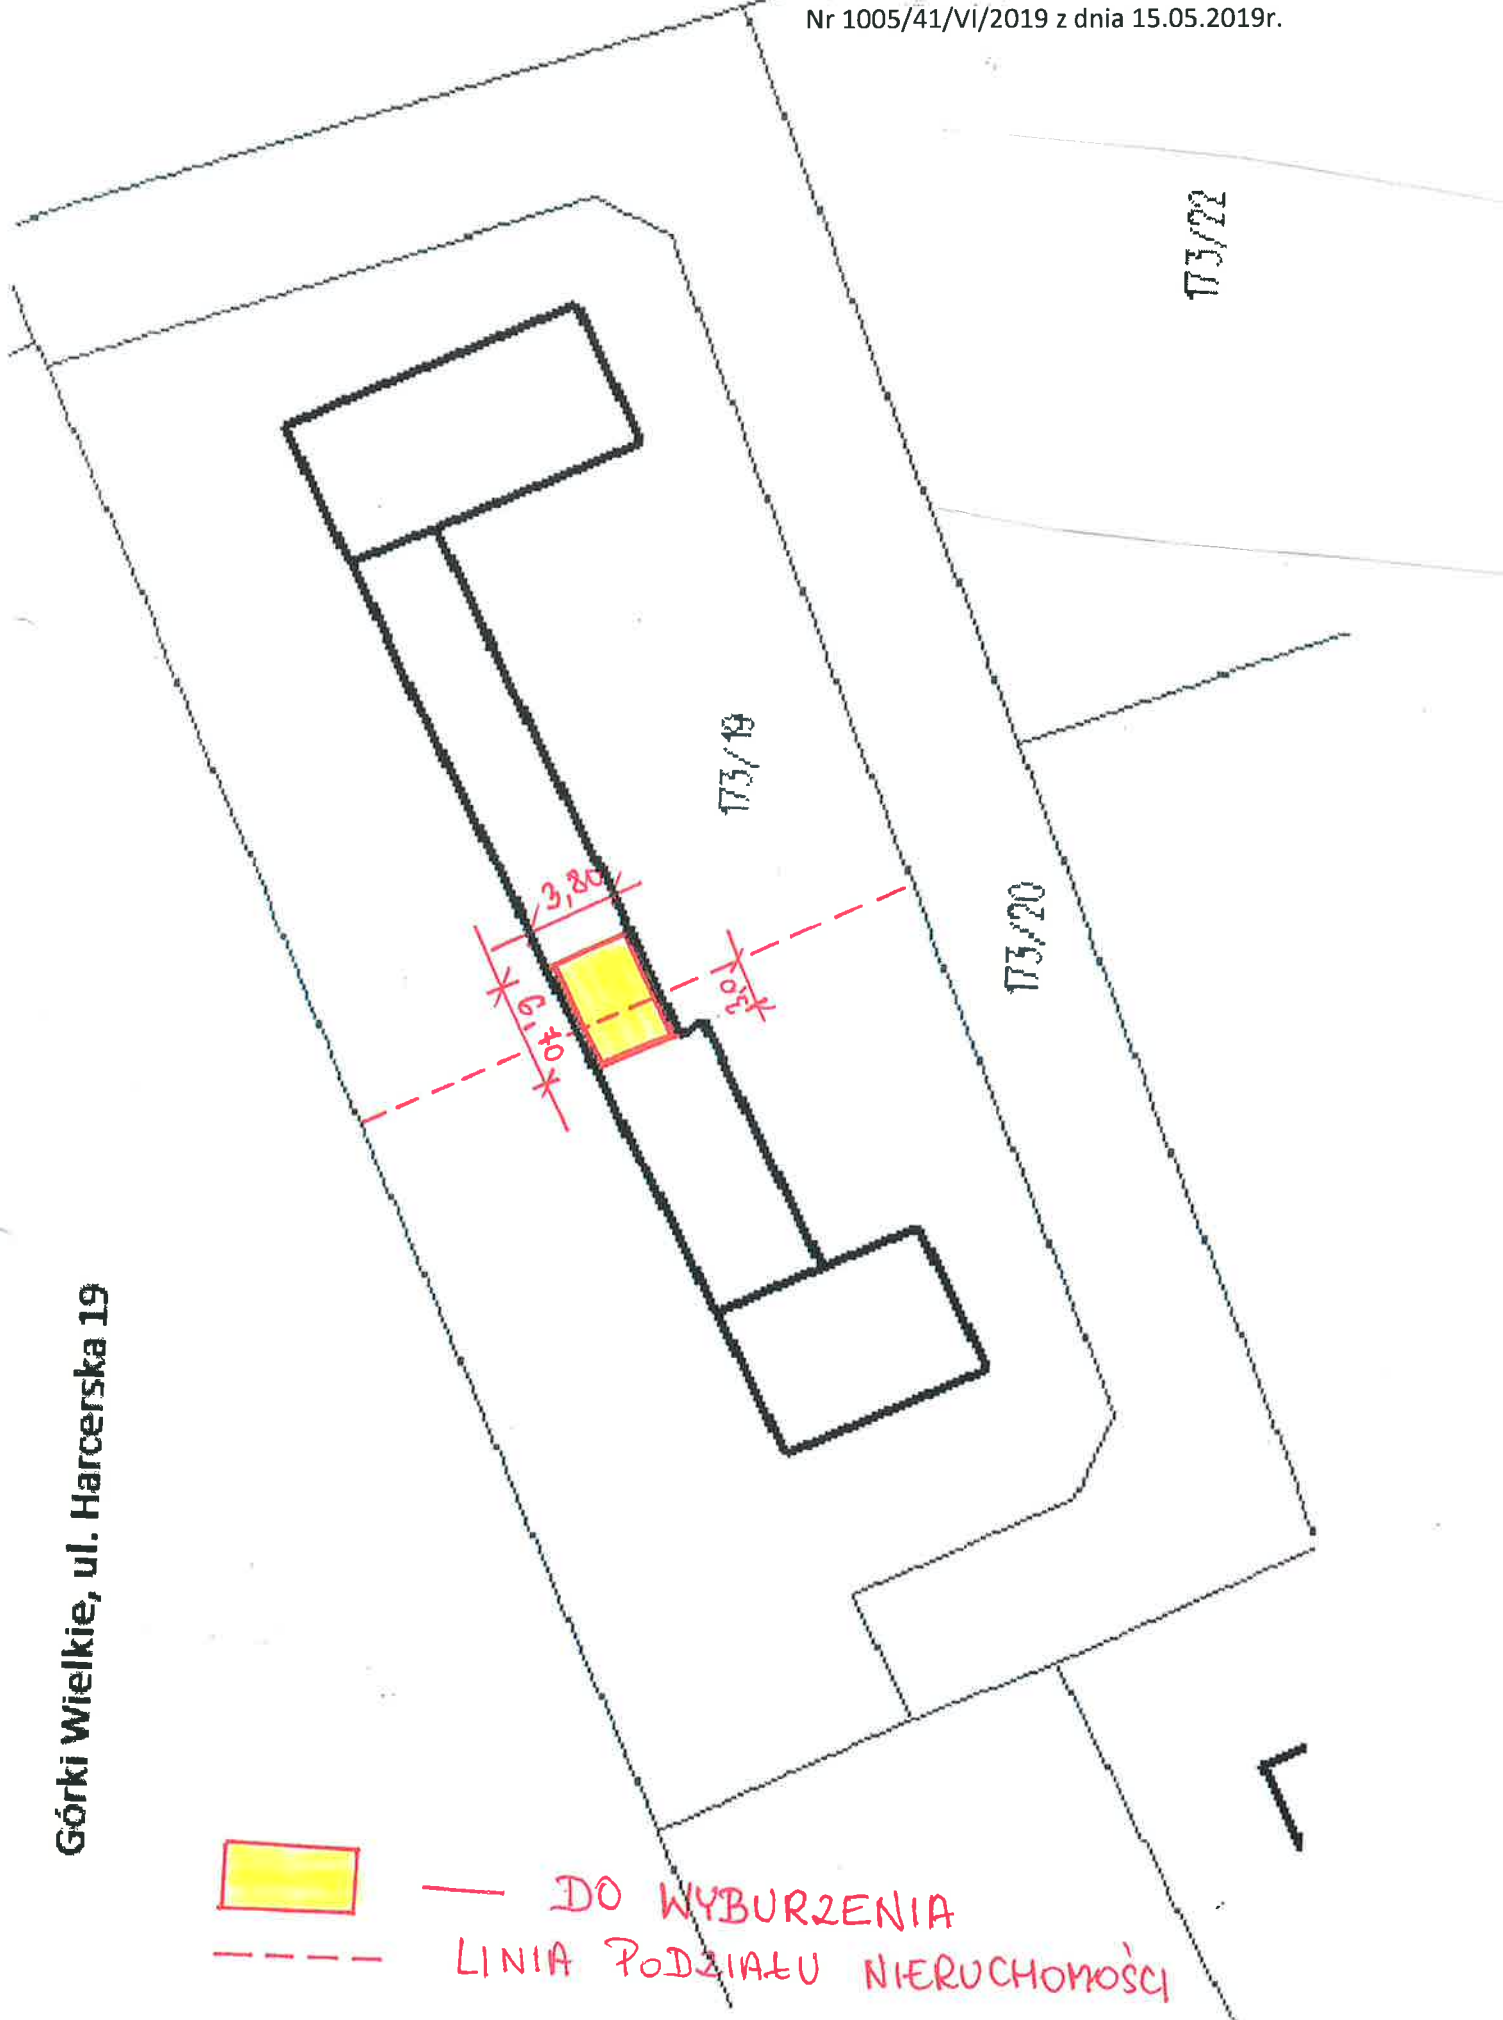 Nr 1005/41/VI/2019 z dnia 15.05.2019r.
173/22
173/19
173/20
3,80
6,70
3,0
Górki Wielkie, ul. Harcerska 19
— DO WYBURZENIA
LINIA PODZIAŁU NIERUCHOMOŚCI